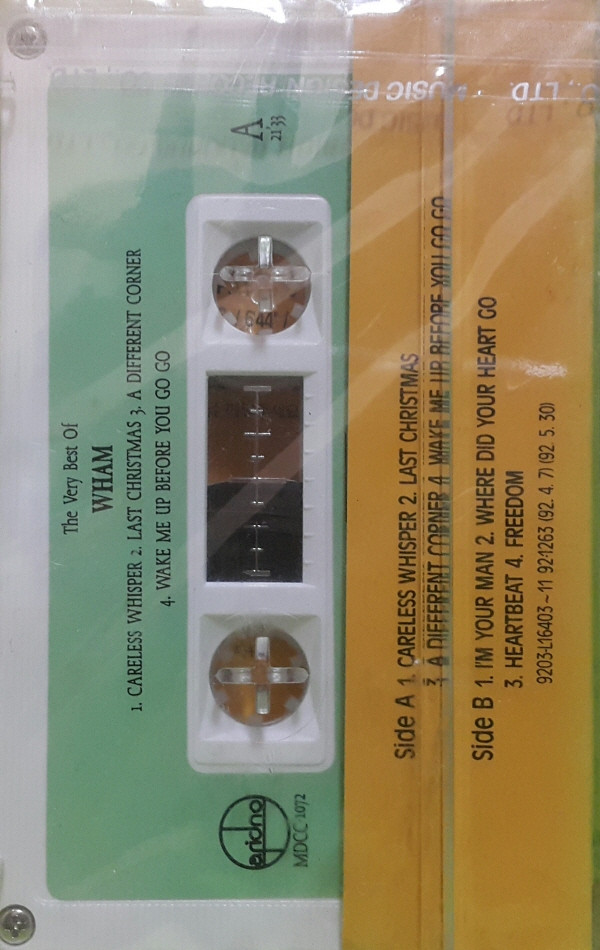 The Very Best Of
WHAM
1. CARELESS WHISPER 2. LAST CHRISTMAS 3. A DIFFERENT CORNER
4. WAKE ME UP BEFORE YOU GO GO
A
21'33
Jericho
MDCC 1072
Side A 1. CARELESS WHISPER 2. LAST CHRISTMAS
3. A DIFFERENT CORNER 4. WAKE ME UP BEFORE YOU GO GO
Side B 1. I'M YOUR MAN 2. WHERE DID YOUR HEART GO
3. HEARTBEAT 4. FREEDOM
9203-L16403~11 92-1263 (92. 4. 7) (92. 5. 30)